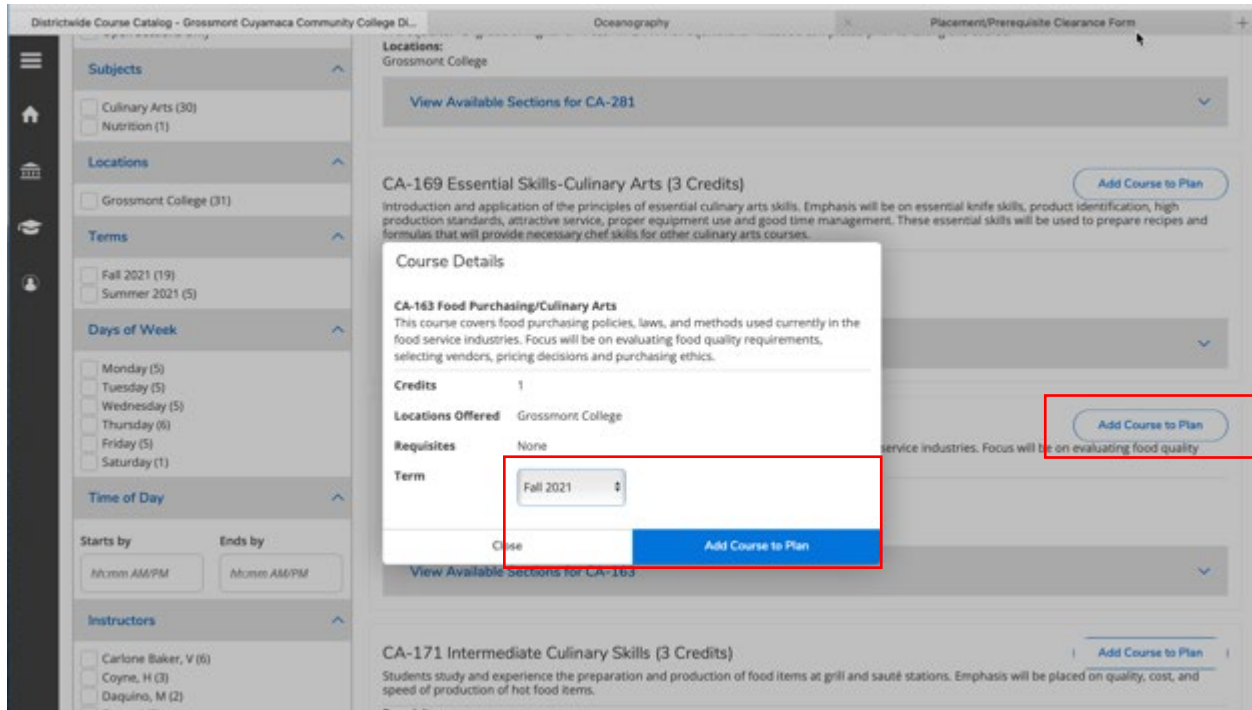 Districtwide Course Catalog - Grossmont Cuyamaca Community College Di...
Oceanography
Placement/Prerequisite Clearance Form
Subjects
Culinary Arts (30)
Nutrition (1)
Locations
Grossmont College (31)
Terms
Fall 2021 (19)
Summer 2021 (5)
Days of Week
Monday (5)
Tuesday (5)
Wednesday (5)
Thursday (6)
Friday (5)
Saturday (1)
Time of Day
Starts by
Ends by
hh:mm AM/PM
hh:mm AM/PM
Instructors
Carlone Baker, V (6)
Coyne, H (3)
Daquino, M (2)
Locations:
Grossmont College
View Available Sections for CA-281
CA-169 Essential Skills-Culinary Arts (3 Credits)
Add Course to Plan
Introduction and application of the principles of essential culinary arts skills. Emphasis will be on essential knife skills, product identification, high
production standards, attractive service, proper equipment use and good time management. These essential skills will be used to prepare recipes and
formulas that will provide necessary chef skills for other culinary arts courses.
Course Details
CA-163 Food Purchasing/Culinary Arts
This course covers food purchasing policies, laws, and methods used currently in the
food service industries. Focus will be on evaluating food quality requirements,
selecting vendors, pricing decisions and purchasing ethics.
Credits 1
Locations Offered Grossmont College
Requisites None
Term Fall 2021
Close
Add Course to Plan
Add Course to Plan
service industries. Focus will be on evaluating food quality
View Available Sections for CA-163
CA-171 Intermediate Culinary Skills (3 Credits)
Add Course to Plan
Students study and experience the preparation and production of food items at grill and sauté stations. Emphasis will be placed on quality, cost, and
speed of production of hot food items.